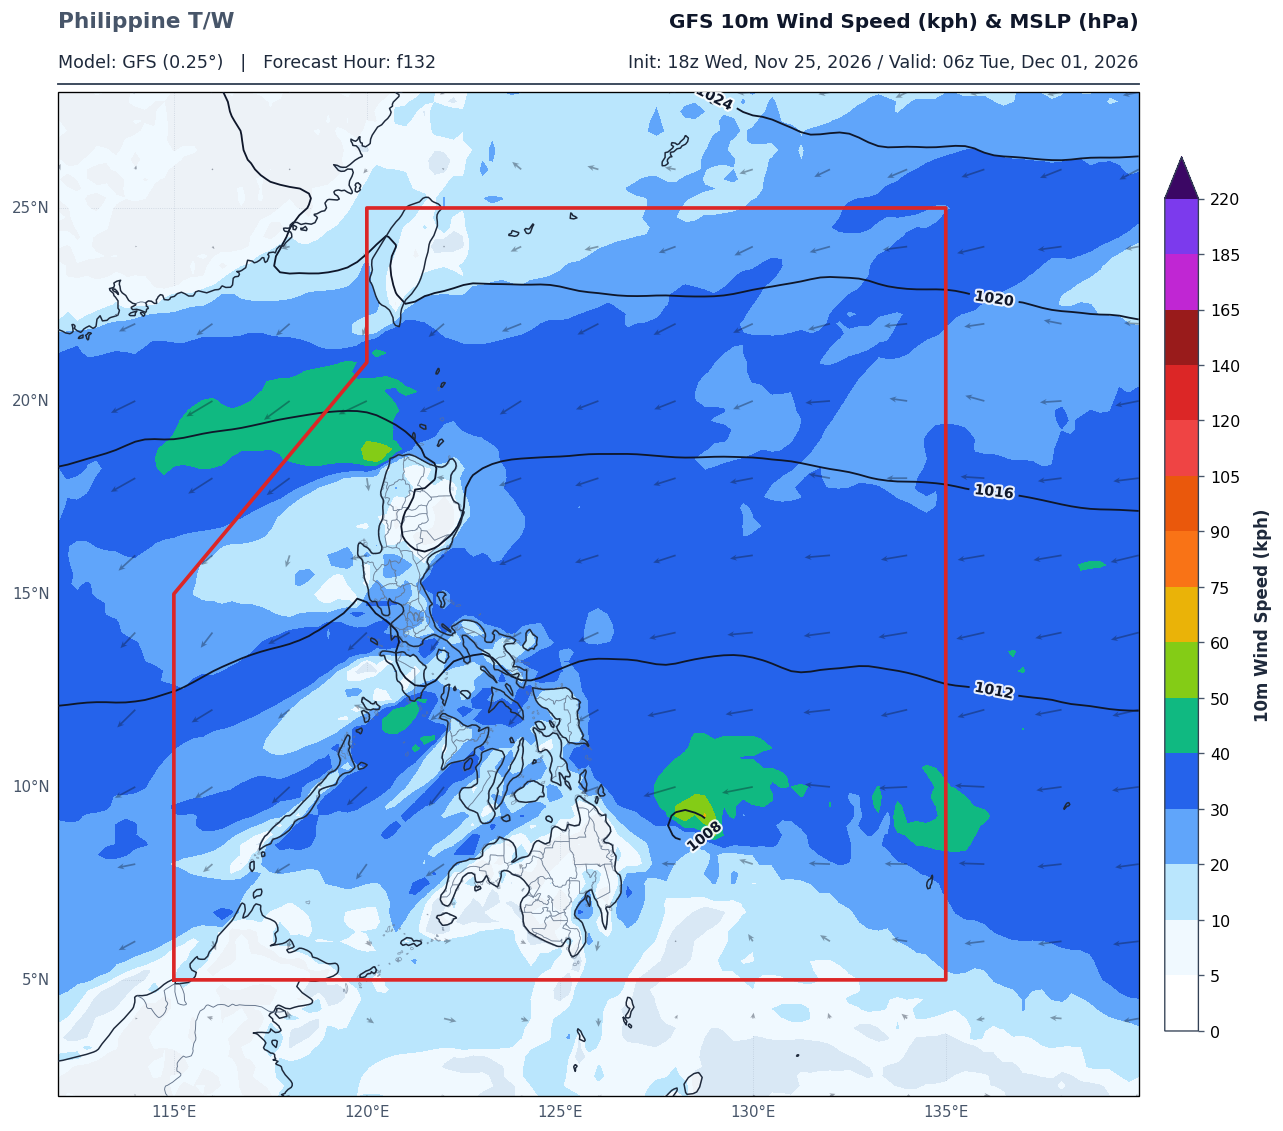 Philippine T/W
GFS 10m Wind Speed (kph) & MSLP (hPa)
Model: GFS (0.25°) | Forecast Hour: f132
Init: 18z Wed, Nov 25, 2026 / Valid: 06z Tue, Dec 01, 2026
1024
1020
1016
1012
1008
25°N
20°N
15°N
10°N
5°N
115°E
120°E
125°E
130°E
135°E
220
185
165
140
120
105
90
75
60
50
40
30
20
10
5
0
10m Wind Speed (kph)